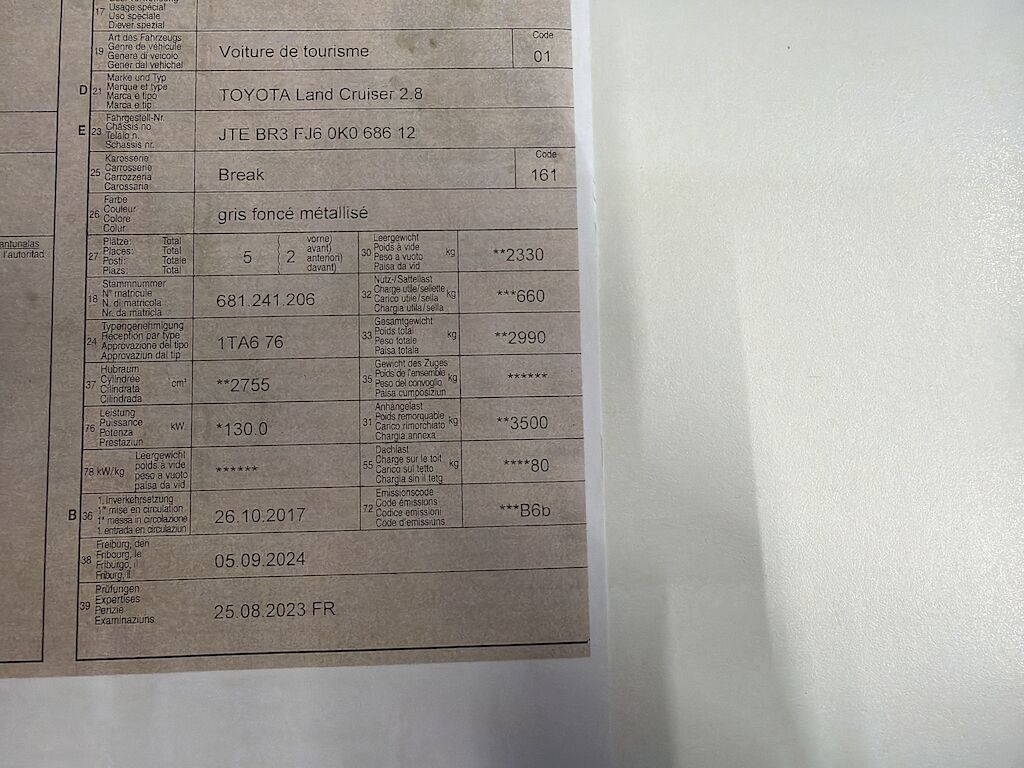 17 Usage spécial
Uso speciale
Diever spezial
19 Art des Fahrzeugs
Genre de véhicule
Genere di veicolo
Gener dal vehichel
Voiture de tourisme
Code
01
D 21 Marke und Typ
Marque et type
Marca e tipo
Marca e tip
TOYOTA Land Cruiser 2.8
E 23 Fahrgestell-Nr.
Châssis no
Telaio n.
Schassis nr.
JTE BR3 FJ6 0K0 686 12
25 Karosserie
Carrosserie
Carrozzeria
Carossaria
Break
Code
161
26 Farbe
Couleur
Colore
Colur
gris foncé métallisé
antunalas
l'autoritad
27 Plätze: Total
Places: Total
Posti: Totale
Plazs: Total
5 2
vorne)
avant)
anteriori)
davant)
90 Leergewicht
Poids à vide
Peso a vuoto
Paisa da vid
kg
**2330
18 Stammnummer
N° matricule
N. di matricola
Nr. da matricla
681.241.206
32 Nutz-/Sattellast
Charge utile/sellette
Carico utile/sella
Chargia utila/sella
kg
***660
24 Typengenehmigung
Réception par type
Approvazione del tipo
Approvaziun dal tip
1TA6 76
33 Gesamtgewicht
Poids total
Peso totale
Paisa totala
kg
**2990
37 Hubraum
Cylindrée
Cilindrata
Cilindrada
cm³
**2755
35 Gewicht des Zuges
Poids de l'ensemble
Peso del convoglio
Paisa cumposiziun
kg
******
76 Leistung
Puissance
Potenza
Prestaziun
kW
*130.0
31 Anhängelast
Poids remorquable
Carico rimorchiato
Chargia annexa
kg
**3500
78 kW/kg
Leergewicht
poids à vide
peso a vuoto
paisa da vid
******
55 Dachlast
Charge sur le toit
Carico sul tetto
Chargia sin il tetg
kg
****80
B 36 1. Inverkehrsetzung
1re mise en circulation
1a messa in circolazione
1. entrada en circulaziun
26.10.2017
72 Emissionscode
Code émissions
Codice emissioni
Code d'emissiuns
***B6b
38 Freiburg, den
Fribourg, le
Friburgo, il
Friburg, il
05.09.2024
39 Prüfungen
Expertises
Perizie
Examinaziuns
25.08.2023 FR